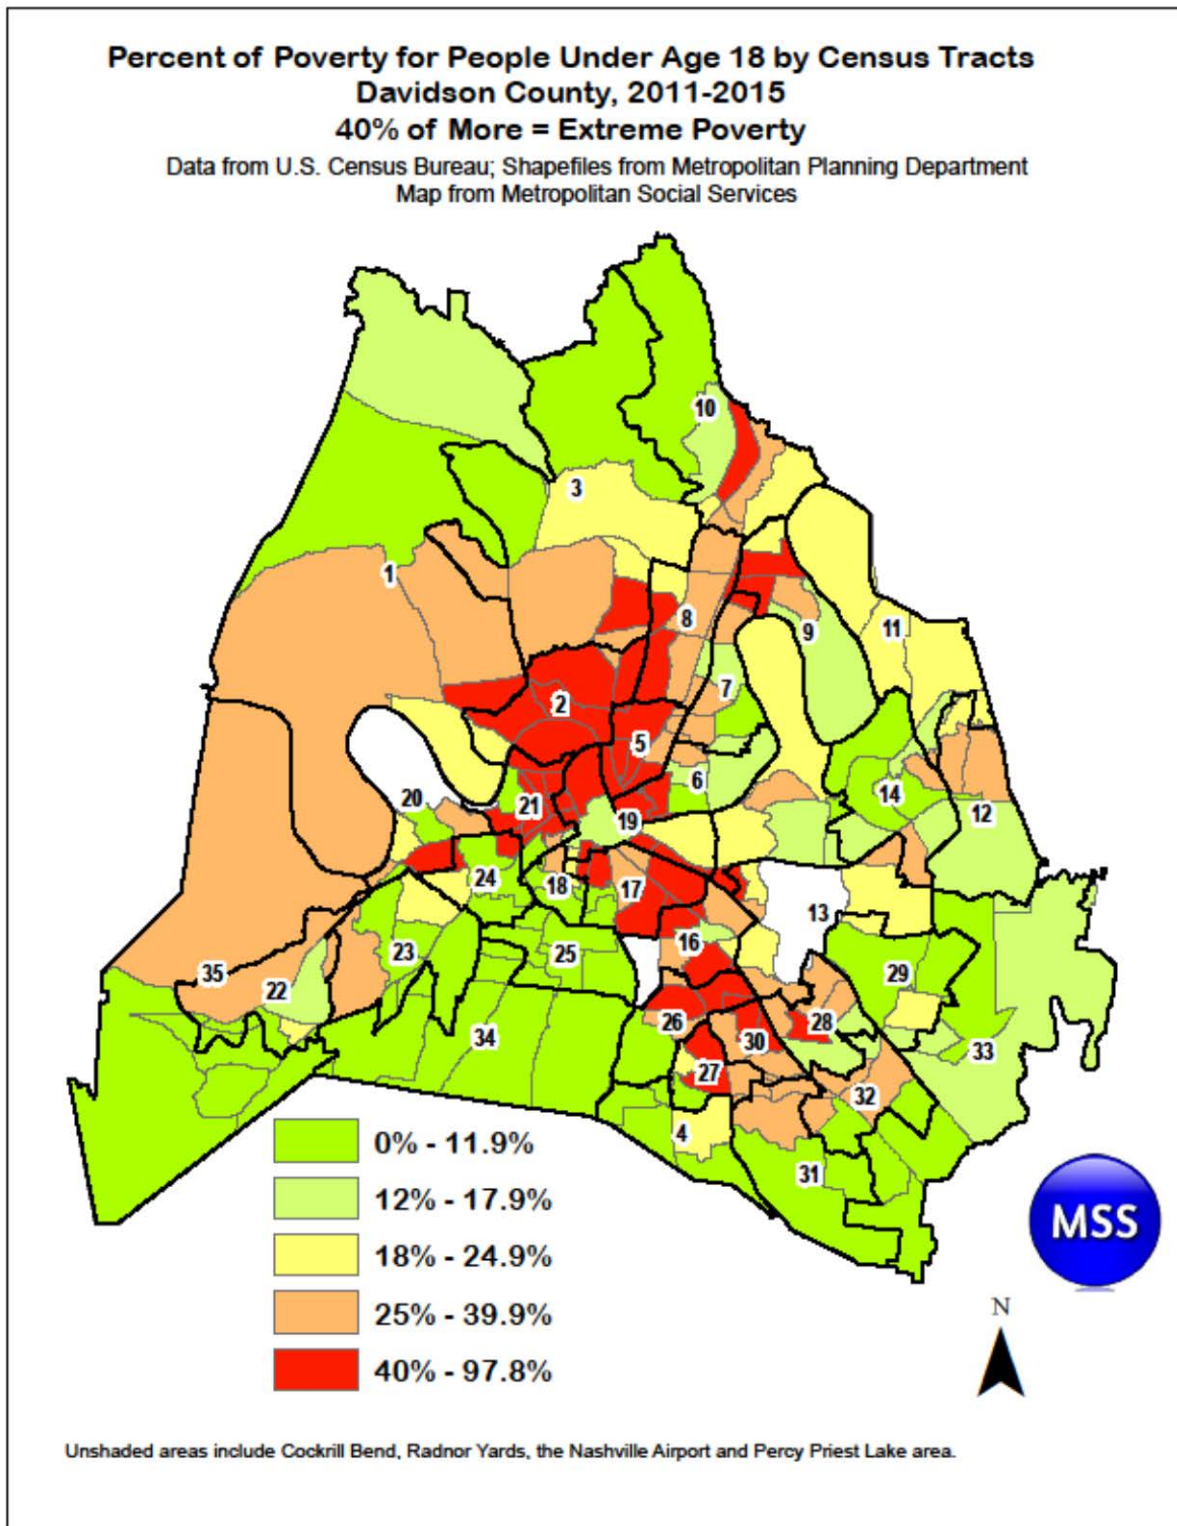 Percent of Poverty for People Under Age 18 by Census Tracts
Davidson County, 2011-2015
40% of More = Extreme Poverty
Data from U.S. Census Bureau; Shapefiles from Metropolitan Planning Department
Map from Metropolitan Social Services
10
3
1
8
9
11
7
2
5
6
20
21
14
12
19
24
18
17
13
16
23
25
35
22
29
26
28
34
30
33
27
32
4
31
0% - 11.9%
12% - 17.9%
18% - 24.9%
25% - 39.9%
40% - 97.8%
MSS
N
Unshaded areas include Cockrill Bend, Radnor Yards, the Nashville Airport and Percy Priest Lake area.